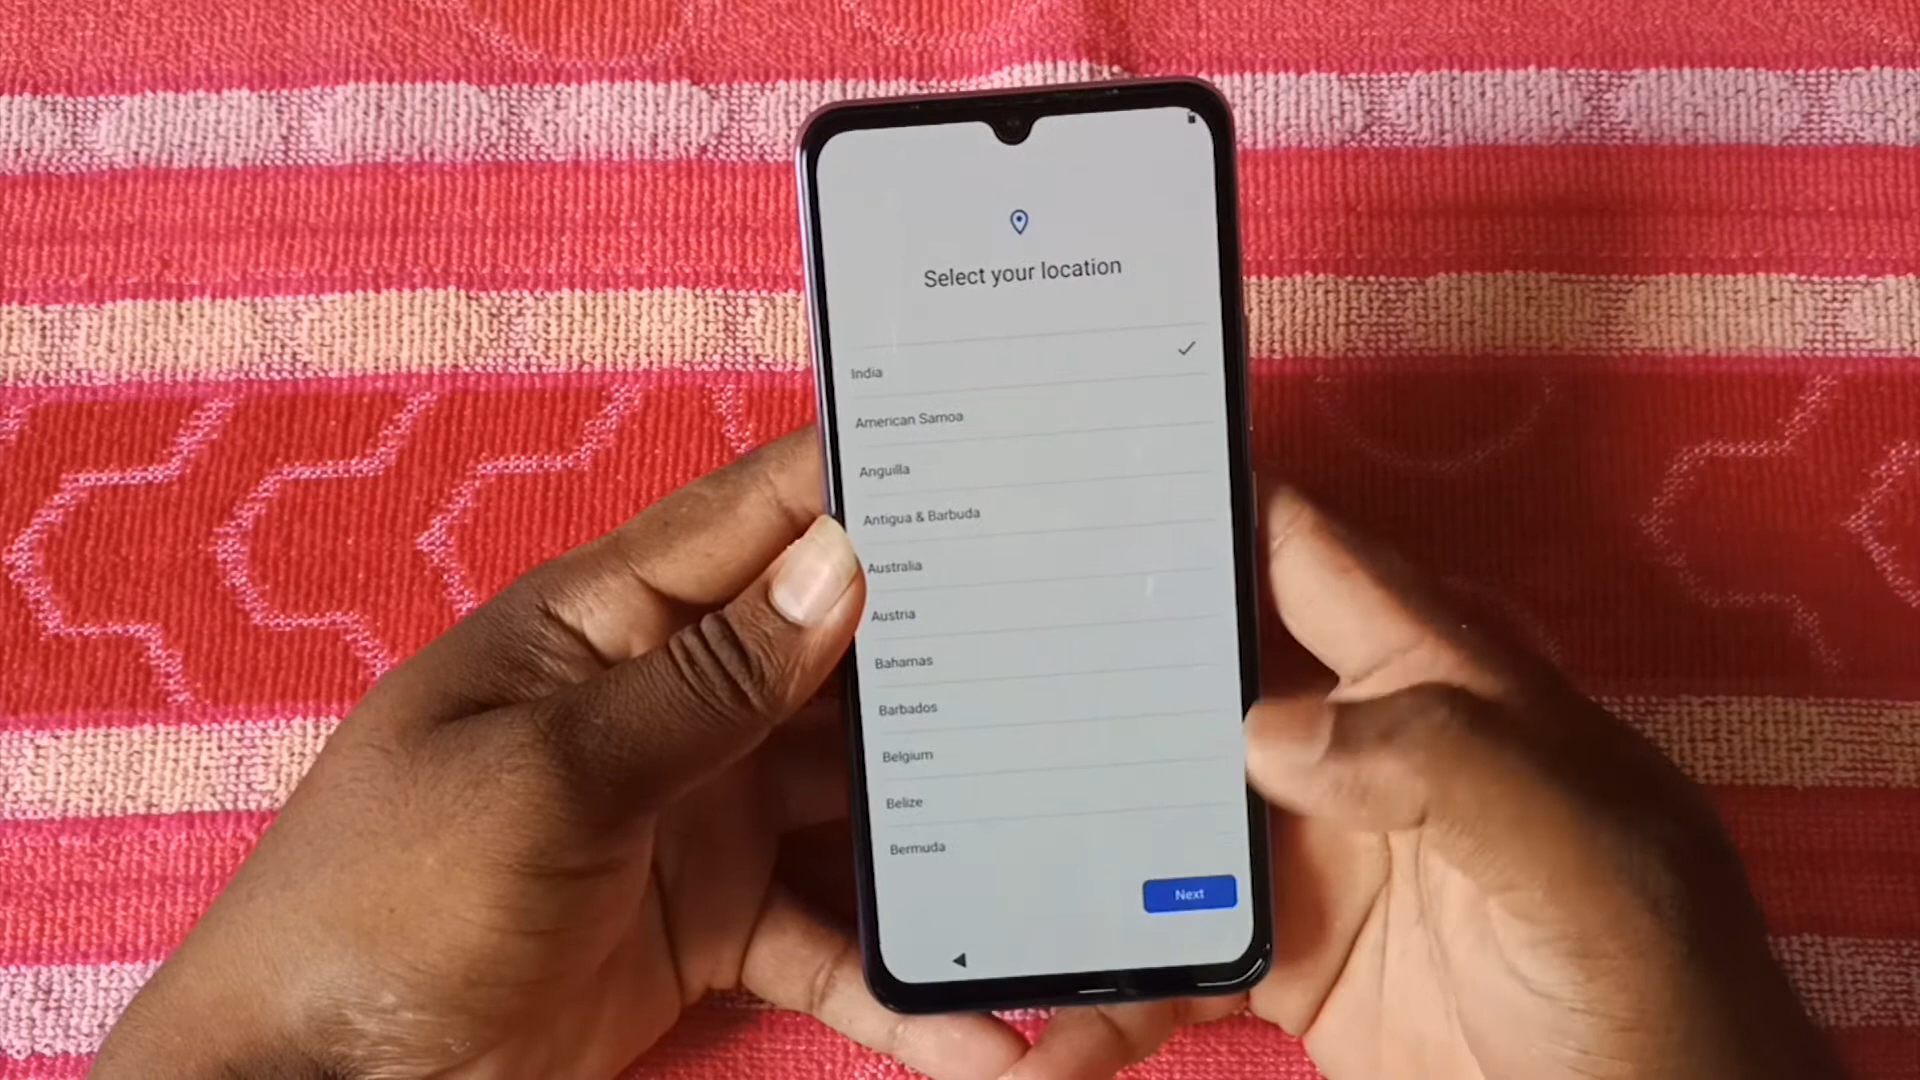 Select your location
India
American Samoa
Anguilla
Antigua & Barbuda
Australia
Austria
Bahamas
Barbados
Belgium
Belize
Bermuda
Next